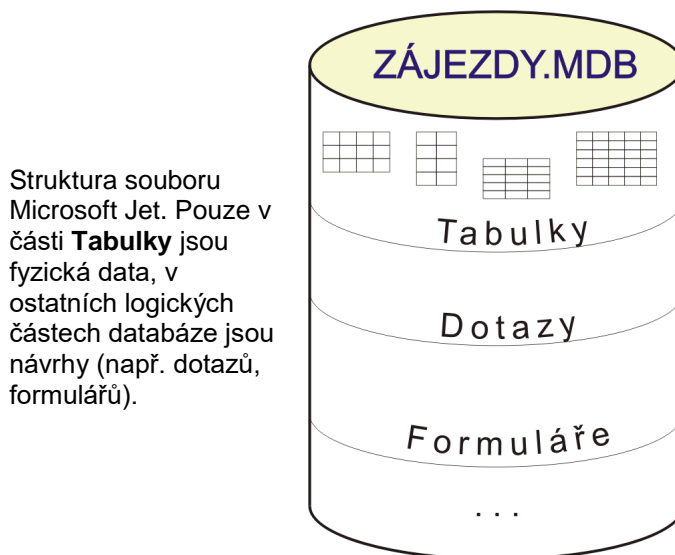 ZÁJEZDY.MDB
Struktura souboru
Microsoft Jet. Pouze v
části Tabulky jsou
fyzická data, v
ostatních logických
částech databáze jsou
návrhy (např. dotazů,
formulářů).
Tabulky
Dotazy
Formuláře
. . .